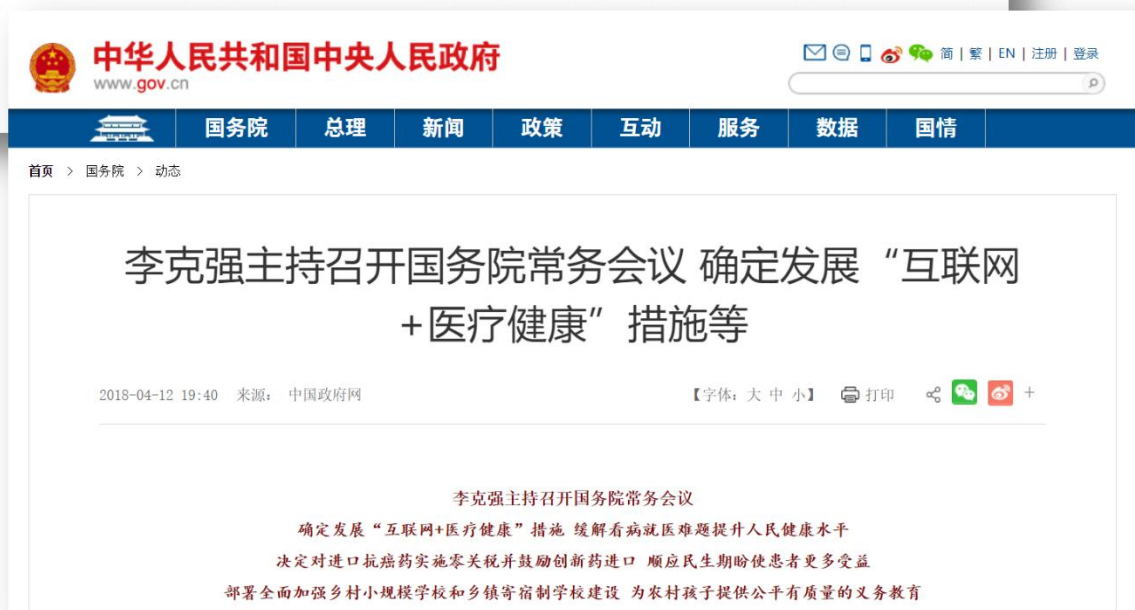 中华人民共和国中央人民政府
www.gov.cn
简 | 繁 | EN | 注册 | 登录
国务院 总理 新闻 政策 互动 服务 数据 国情
首页 > 国务院 > 动态
李克强主持召开国务院常务会议 确定发展“互联网
+医疗健康”措施等
2018-04-12 19:40 来源: 中国政府网 【字体: 大 中 小】 打印 +
李克强主持召开国务院常务会议
确定发展“互联网+医疗健康”措施 缓解看病就医难题提升人民健康水平
决定对进口抗癌药实施零关税并鼓励创新药进口 顺应民生期盼使患者更多受益
部署全面加强乡村小规模学校和乡镇寄宿制学校建设 为农村孩子提供公平有质量的义务教育